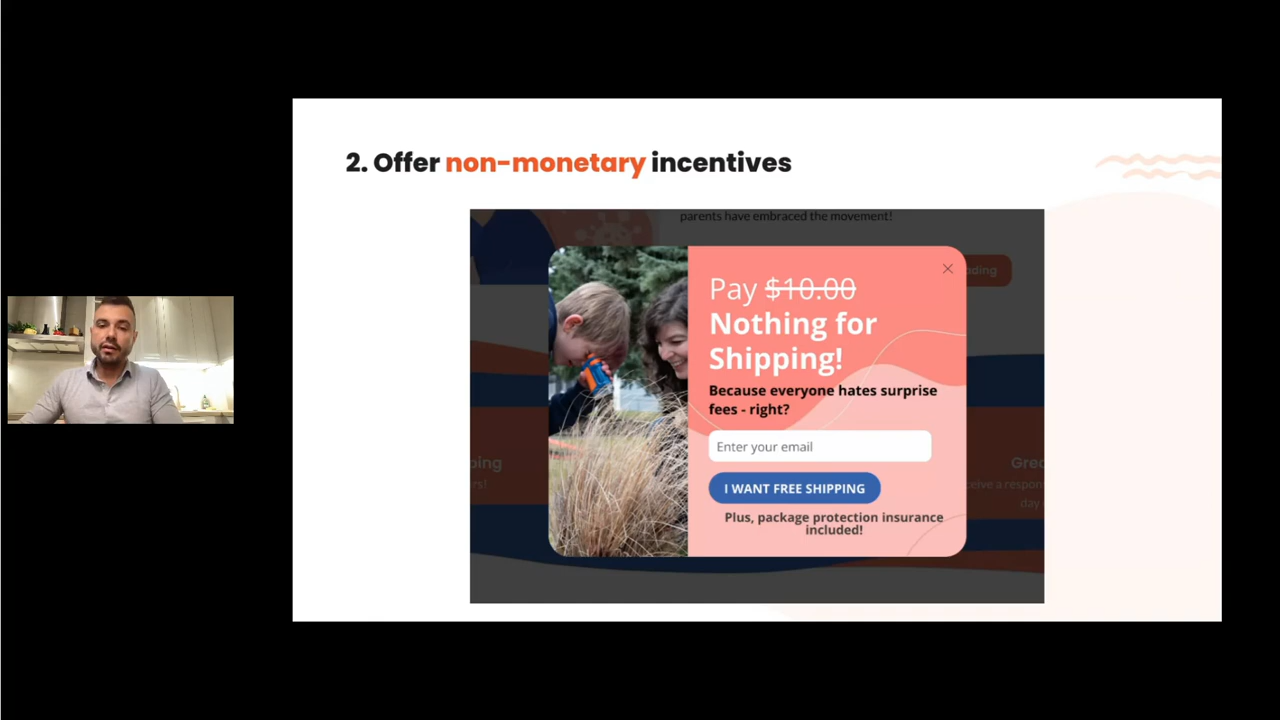 2. Offer non-monetary incentives
parents have embraced the movement!
Pay $10.00
Nothing for
Shipping!
Because everyone hates surprise
fees - right?
Enter your email
I WANT FREE SHIPPING
Plus, package protection insurance
included!
day